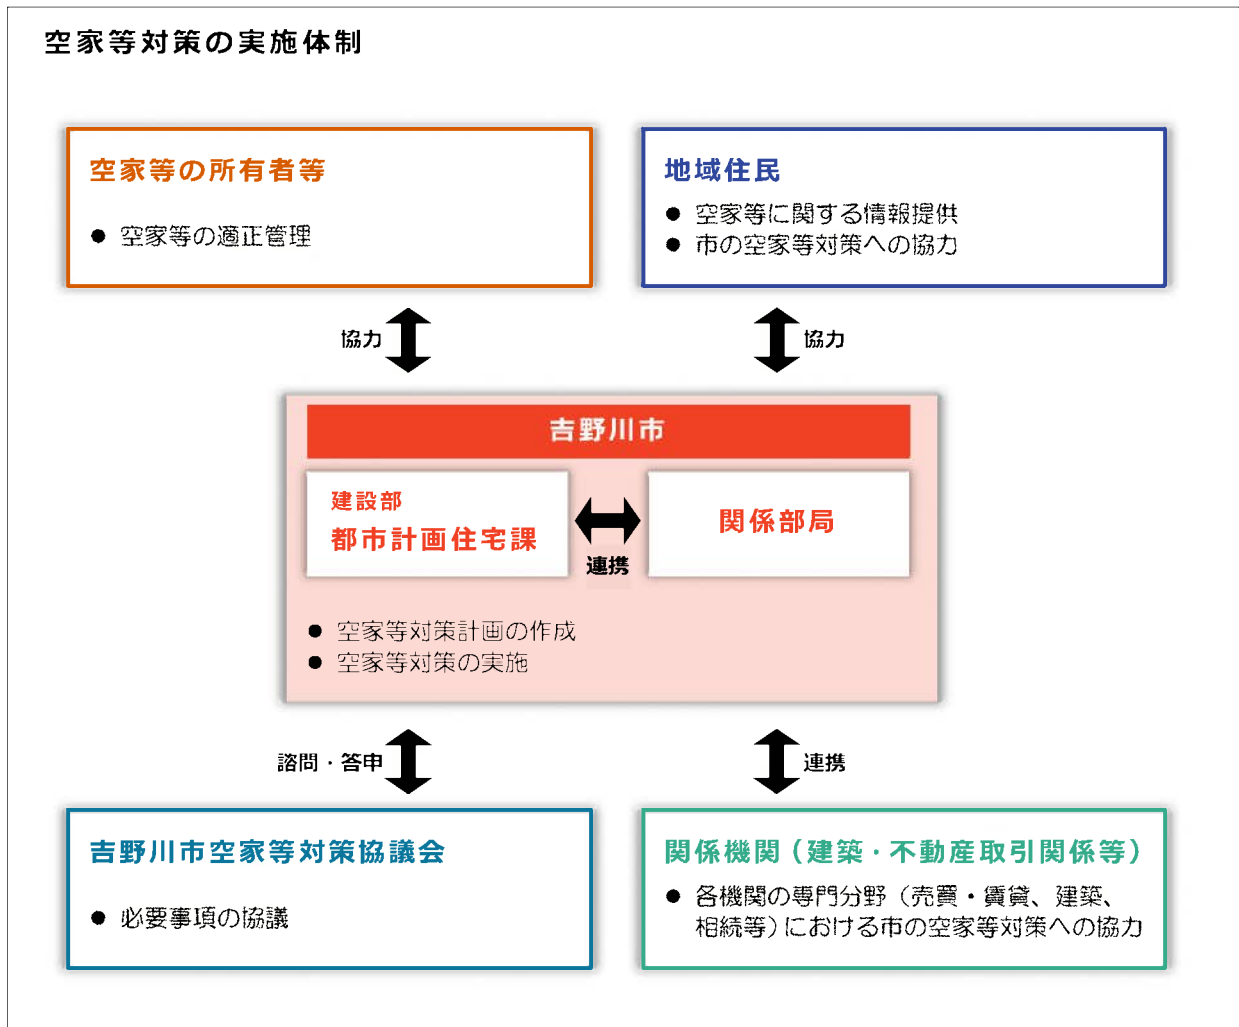 空家等対策の実施体制
空家等の所有者等
● 空家等の適正管理
地域住民
● 空家等に関する情報提供
● 市の空家等対策への協力
協力
協力
吉野川市
建設部
都市計画住宅課
連携
関係部局
● 空家等対策計画の作成
● 空家等対策の実施
諮問・答申
連携
吉野川市空家等対策協議会
● 必要事項の協議
関係機関（建築・不動産取引関係等）
● 各機関の専門分野（売買・賃貸、建築、
相続等）における市の空家等対策への協力